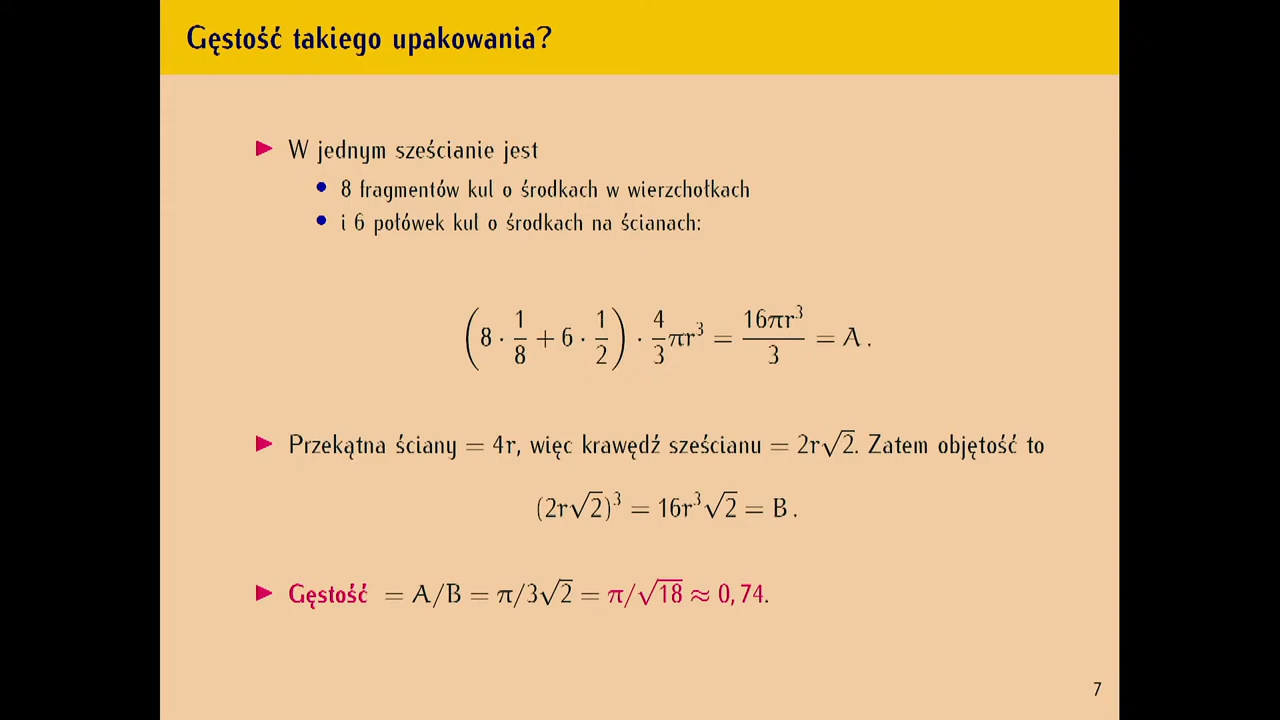 Gęstość takiego upakowania?
▶ W jednym sześcianie jest
• 8 fragmentów kul o środkach w wierzchołkach
• i 6 połówek kul o środkach na ścianach:
(8 · 1/8 + 6 · 1/2) · 4/3 πr³ = 16πr³/3 = A .
▶ Przekątna ściany = 4r, więc krawędź sześcianu = 2r√2. Zatem objętość to
(2r√2)³ = 16r³√2 = B .
▶ Gęstość = A/B = π/3√2 = π/√18 ≈ 0,74.
7